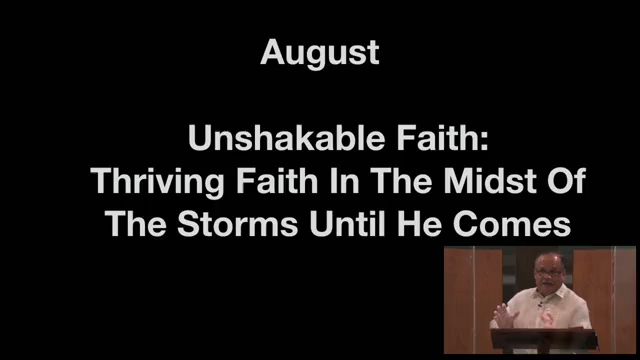 August
Unshakable Faith:
Thriving Faith In The Midst Of
The Storms Until He Comes